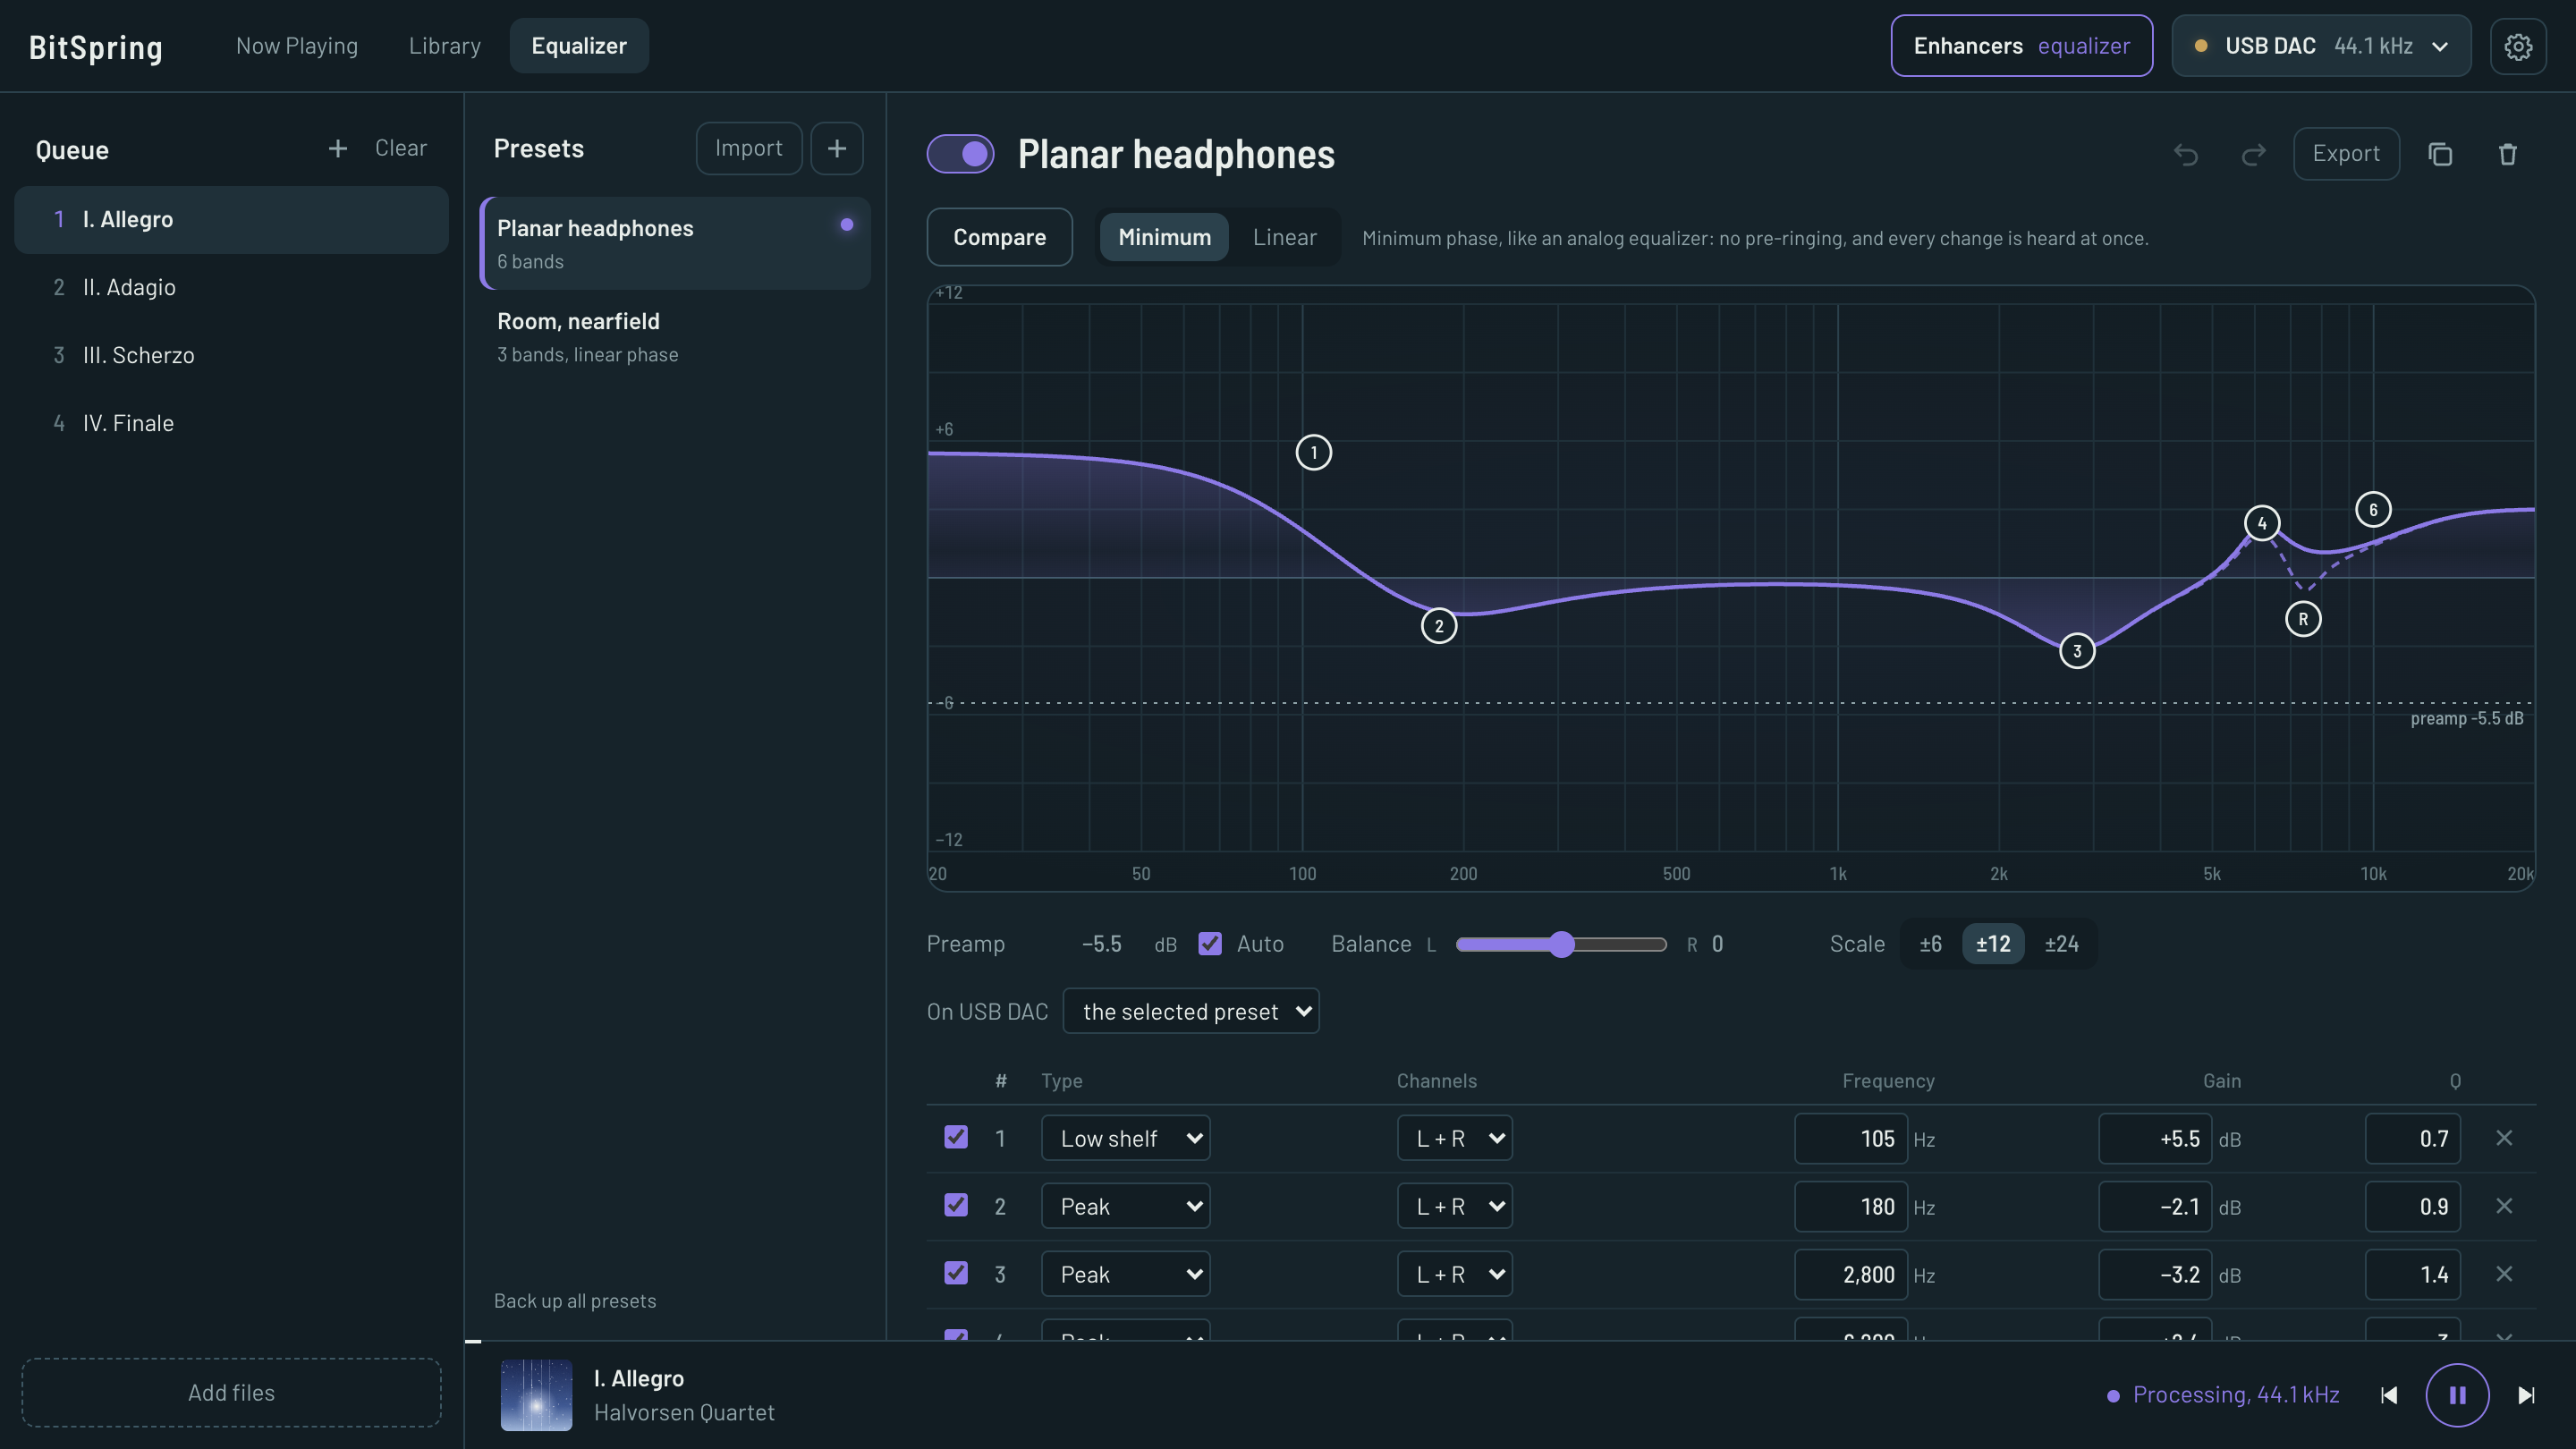 BitSpring
Now Playing
Library
Equalizer
Enhancers equalizer
USB DAC 44.1 kHz
Queue
Clear
1 I. Allegro
2 II. Adagio
3 III. Scherzo
4 IV. Finale
Add files
Presets
Import
Planar headphones
6 bands
Room, nearfield
3 bands, linear phase
Back up all presets
Planar headphones
Export
Compare
Minimum
Linear
Minimum phase, like an analog equalizer: no pre-ringing, and every change is heard at once.
+12
+6
−6
−12
1
2
3
4
R
6
preamp -5.5 dB
20 50 100 200 500 1k 2k 5k 10k 20k
Preamp −5.5 dB Auto Balance L R 0 Scale ±6 ±12 ±24
On USB DAC the selected preset
# Type Channels Frequency Gain Q
1 Low shelf L + R 105 Hz +5.5 dB 0.7
2 Peak L + R 180 Hz −2.1 dB 0.9
3 Peak L + R 2,800 Hz −3.2 dB 1.4
I. Allegro
Halvorsen Quartet
Processing, 44.1 kHz